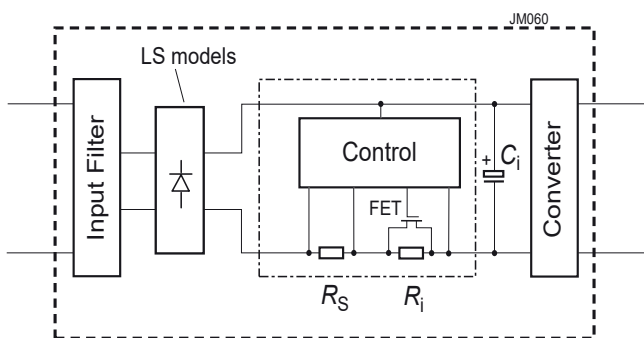 JM060
LS models
Input Filter
Control
FET
+
Ci
Converter
RS
Ri